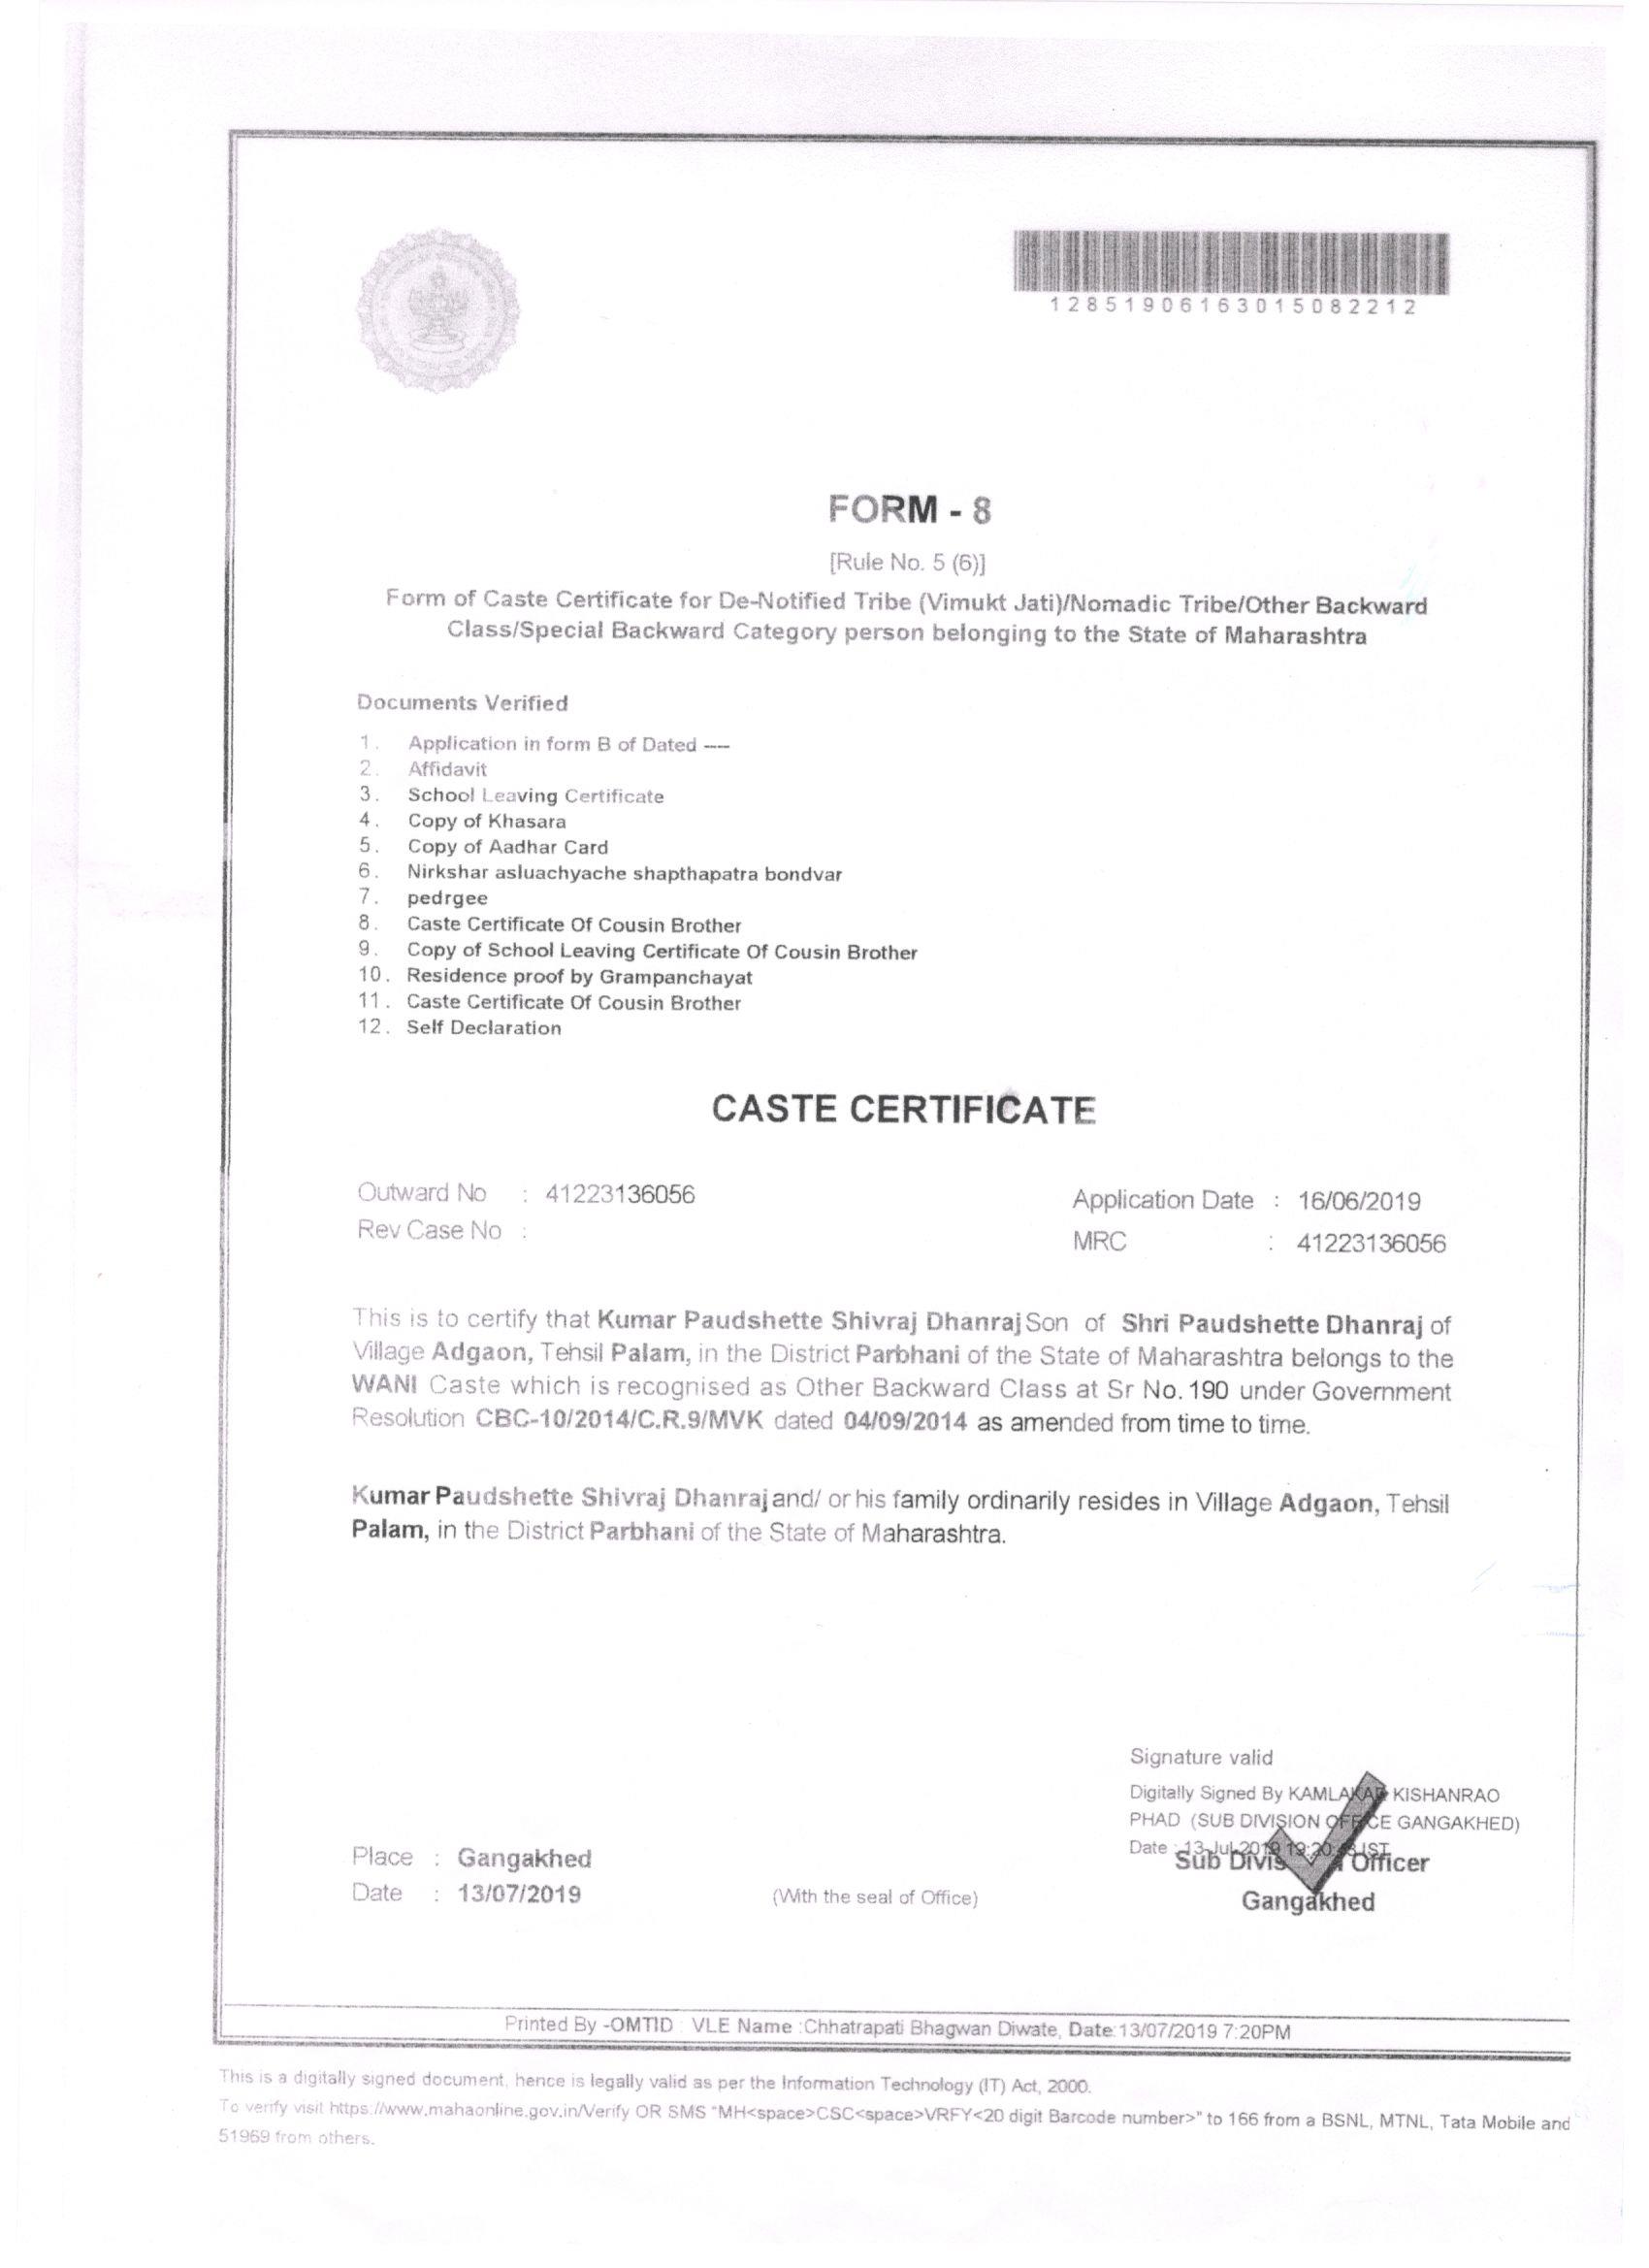 12851906163015082212
FORM - 8
[Rule No. 5 (6)]
Form of Caste Certificate for De-Notified Tribe (Vimukt Jati)/Nomadic Tribe/Other Backward
Class/Special Backward Category person belonging to the State of Maharashtra
Documents Verified
1. Application in form B of Dated ----
2. Affidavit
3. School Leaving Certificate
4. Copy of Khasara
5. Copy of Aadhar Card
6. Nirkshar asluachyache shapthapatra bondvar
7. pedrgee
8. Caste Certificate Of Cousin Brother
9. Copy of School Leaving Certificate Of Cousin Brother
10. Residence proof by Grampanchayat
11. Caste Certificate Of Cousin Brother
12. Self Declaration
CASTE CERTIFICATE
Outward No : 41223136056
Application Date : 16/06/2019
Rev Case No :
MRC : 41223136056
This is to certify that Kumar Paudshette Shivraj Dhanraj Son of Shri Paudshette Dhanraj of
Village Adgaon, Tehsil Palam, in the District Parbhani of the State of Maharashtra belongs to the
WANI Caste which is recognised as Other Backward Class at Sr No. 190 under Government
Resolution CBC-10/2014/C.R.9/MVK dated 04/09/2014 as amended from time to time.
Kumar Paudshette Shivraj Dhanraj and/ or his family ordinarily resides in Village Adgaon, Tehsil
Palam, in the District Parbhani of the State of Maharashtra.
Signature valid
Digitally Signed By KAMLAKAR KISHANRAO
PHAD (SUB DIVISION OFFICE GANGAKHED)
Date : 13-Jul-2019 19:20: IST
Sub Division Officer
Gangakhed
Place : Gangakhed
Date : 13/07/2019
(With the seal of Office)
Printed By -OMTID VLE Name :Chhatrapati Bhagwan Diwate, Date:13/07/2019 7:20PM
This is a digitally signed document, hence is legally valid as per the Information Technology (IT) Act, 2000.
To verify visit https://www.mahaonline.gov.in/Verify OR SMS "MH<space>CSC<space>VRFY<20 digit Barcode number>" to 166 from a BSNL, MTNL, Tata Mobile and
51969 from others.